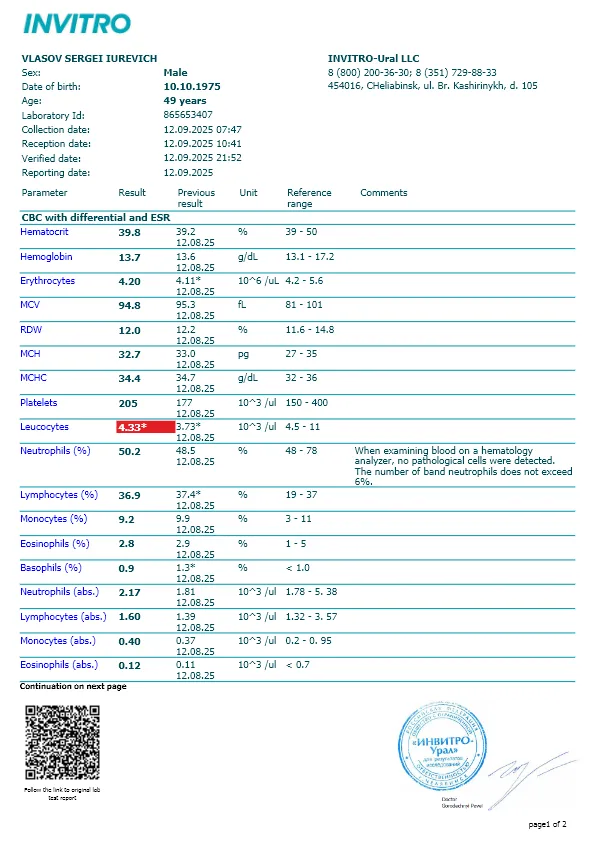 INVITRO
VLASOV SERGEI IUREVICH
INVITRO-Ural LLC
Sex: Male
8 (800) 200-36-30; 8 (351) 729-88-33
Date of birth: 10.10.1975
454016, CHeliabinsk, ul. Br. Kashirinykh, d. 105
Age: 49 years
Laboratory Id: 865653407
Collection date: 12.09.2025 07:47
Reception date: 12.09.2025 10:41
Verified date: 12.09.2025 21:52
Reporting date: 12.09.2025
Parameter Result Previous Unit Reference Comments
result range
CBC with differential and ESR
Hematocrit 39.8 39.2 % 39 - 50
12.08.25
Hemoglobin 13.7 13.6 g/dL 13.1 - 17.2
12.08.25
Erythrocytes 4.20 4.11* 10^6 /uL 4.2 - 5.6
12.08.25
MCV 94.8 95.3 fL 81 - 101
12.08.25
RDW 12.0 12.2 % 11.6 - 14.8
12.08.25
MCH 32.7 33.0 pg 27 - 35
12.08.25
MCHC 34.4 34.7 g/dL 32 - 36
12.08.25
Platelets 205 177 10^3 /ul 150 - 400
12.08.25
Leucocytes 4.33* 3.73* 10^3 /ul 4.5 - 11
12.08.25
Neutrophils (%) 50.2 48.5 % 48 - 78 When examining blood on a hematology
12.08.25 analyzer, no pathological cells were detected.
The number of band neutrophils does not exceed
6%.
Lymphocytes (%) 36.9 37.4* % 19 - 37
12.08.25
Monocytes (%) 9.2 9.9 % 3 - 11
12.08.25
Eosinophils (%) 2.8 2.9 % 1 - 5
12.08.25
Basophils (%) 0.9 1.3* % < 1.0
12.08.25
Neutrophils (abs.) 2.17 1.81 10^3 /ul 1.78 - 5. 38
12.08.25
Lymphocytes (abs.) 1.60 1.39 10^3 /ul 1.32 - 3. 57
12.08.25
Monocytes (abs.) 0.40 0.37 10^3 /ul 0.2 - 0. 95
12.08.25
Eosinophils (abs.) 0.12 0.11 10^3 /ul < 0.7
12.08.25
Continuation on next page
«ИНВИТРО-
Урал»
Follow the link to original lab
test report
Doctor
Gorodechnyi Pavel
page1 of 2